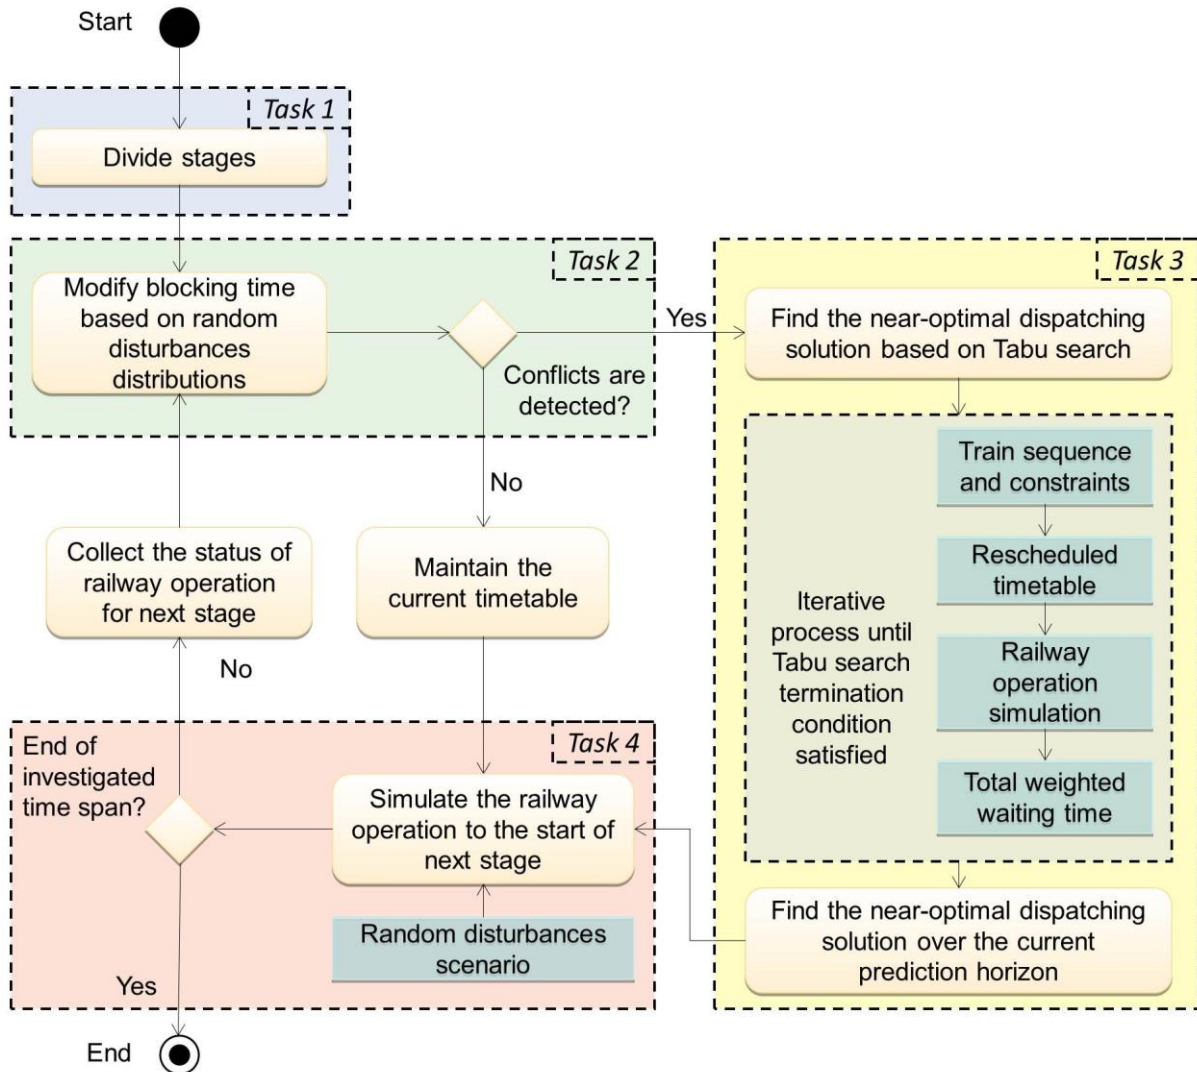 Start
Task 1
Divide stages
Task 2
Modify blocking time
based on random
disturbances
distributions
Conflicts are
detected?
Yes
No
Task 3
Find the near-optimal dispatching
solution based on Tabu search
Iterative
process until
Tabu search
termination
condition
satisfied
Train sequence
and constraints
Rescheduled
timetable
Railway
operation
simulation
Total weighted
waiting time
Find the near-optimal dispatching
solution over the current
prediction horizon
Collect the status of
railway operation
for next stage
Maintain the
current timetable
No
Task 4
End of
investigated
time span?
Simulate the railway
operation to the start of
next stage
Random disturbances
scenario
Yes
End